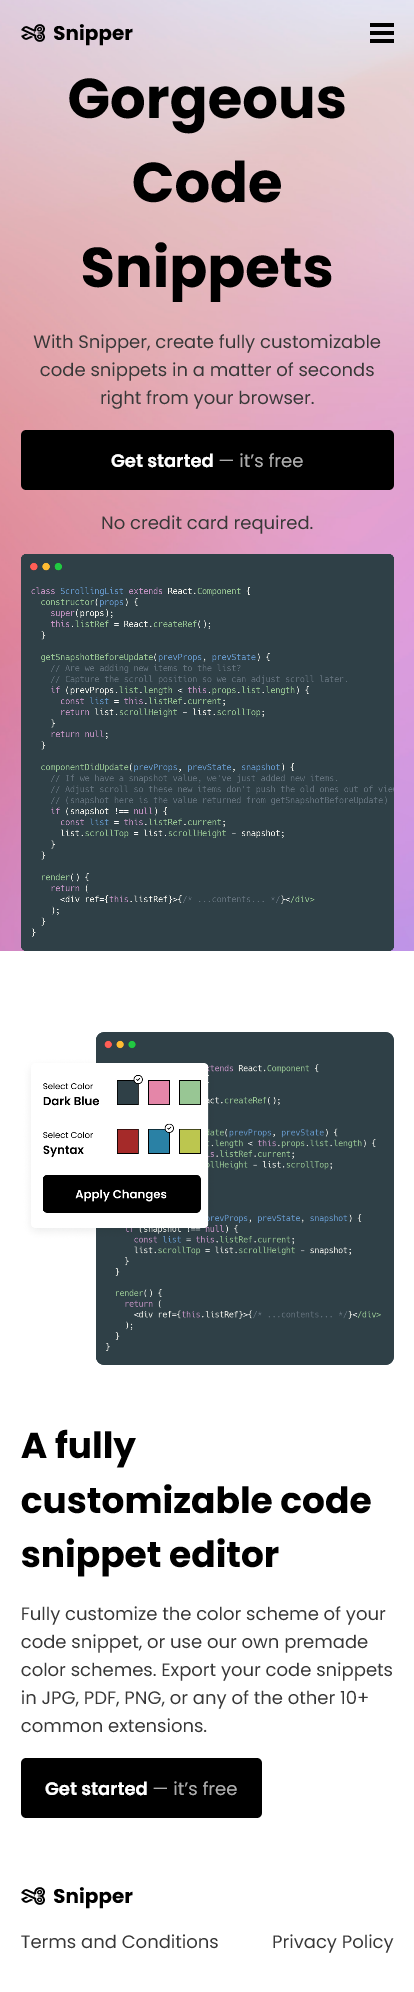 Snipper
Gorgeous
Code
Snippets
With Snipper, create fully customizable
code snippets in a matter of seconds
right from your browser.
Get started — it's free
No credit card required.
class ScrollingList extends React.Component {
constructor(props) {
super(props);
this.listRef = React.createRef();
}
getSnapshotBeforeUpdate(prevProps, prevState) {
// Are we adding new items to the list?
// Capture the scroll position so we can adjust scroll later.
if (prevProps.list.length < this.props.list.length) {
const list = this.listRef.current;
return list.scrollHeight - list.scrollTop;
}
return null;
}
componentDidUpdate(prevProps, prevState, snapshot) {
// If we have a snapshot value, we've just added new items.
// Adjust scroll so these new items don't push the old ones out of view
// (snapshot here is the value returned from getSnapshotBeforeUpdate)
if (snapshot !== null) {
const list = this.listRef.current;
list.scrollTop = list.scrollHeight - snapshot;
}
}
render() {
return (
<div ref={this.listRef}>{/* ...contents... */}</div>
);
}
}
Select Color
Dark Blue
Select Color
Syntax
Apply Changes
tends React.Component {
{
ct.createRef();
date(prevProps, prevState) {
.length < this.props.list.length) {
s.listRef.current;
ollHeight - list.scrollTop;
prevProps, prevState, snapshot) {
if (snapshot !== null) {
const list = this.listRef.current;
list.scrollTop = list.scrollHeight - snapshot;
}
}
render() {
return (
<div ref={this.listRef}>{/* ...contents... */}</div>
);
}
}
A fully
customizable code
snippet editor
Fully customize the color scheme of your
code snippet, or use our own premade
color schemes. Export your code snippets
in JPG, PDF, PNG, or any of the other 10+
common extensions.
Get started — it's free
Snipper
Terms and Conditions Privacy Policy